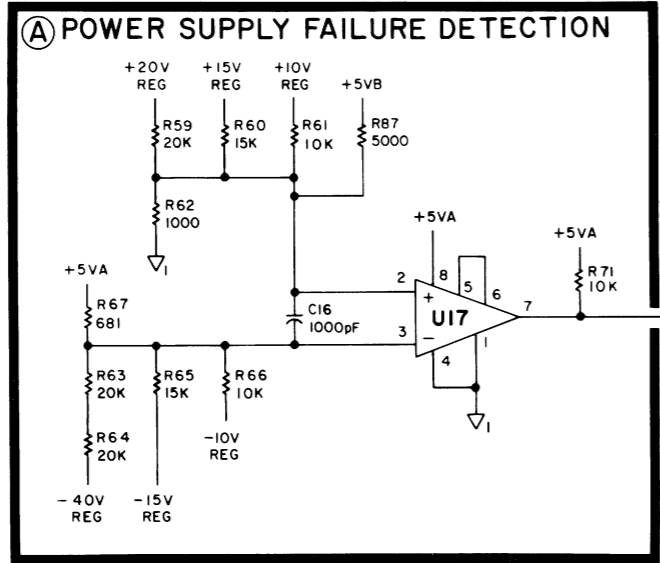 A POWER SUPPLY FAILURE DETECTION
+20V REG
+15V REG
+10V REG
+5VB
R59 20K
R60 15K
R61 10K
R87 5000
R62 1000
1
+5VA
R67 681
C16 1000pF
2
3
+
−
U17
+5VA
8
5
6
7
4
1
1
+5VA
R71 10K
R63 20K
R65 15K
R66 10K
R64 20K
−10V REG
−40V REG
−15V REG